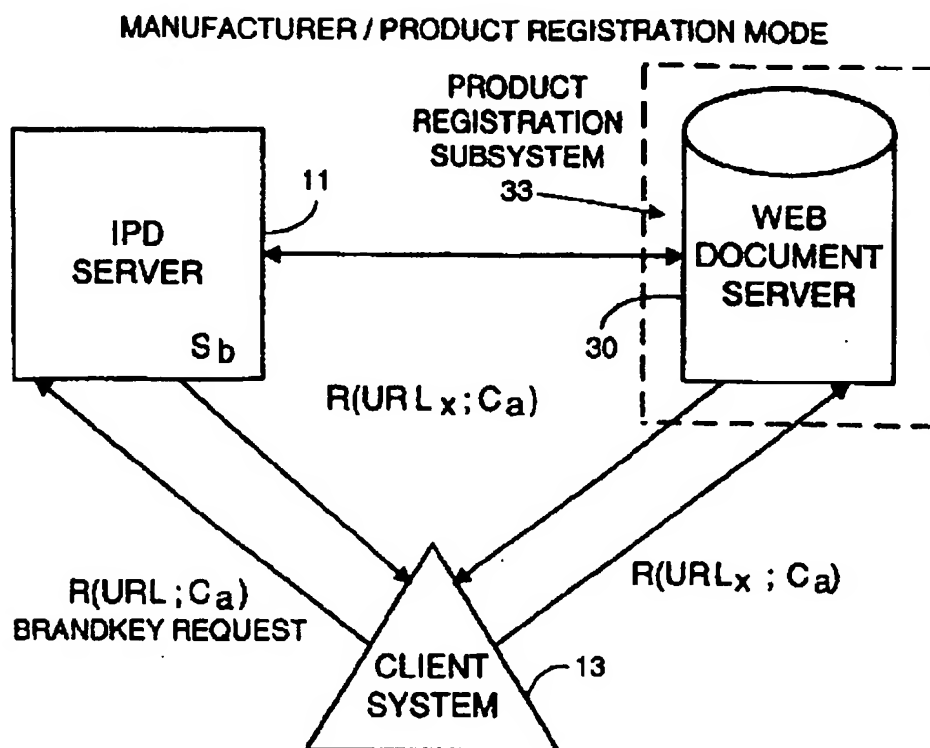 MANUFACTURER / PRODUCT REGISTRATION MODE
PRODUCT
REGISTRATION
SUBSYSTEM
33
11
IPD
SERVER
Sb
WEB
DOCUMENT
SERVER
30
R(URLx; Ca)
R(URL; Ca)
BRANDKEY REQUEST
R(URLx; Ca)
CLIENT
SYSTEM
13